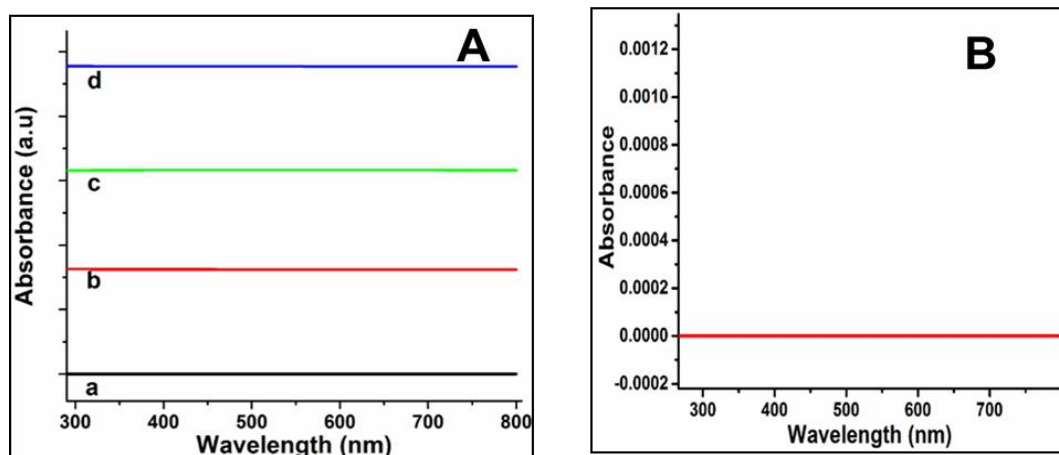 A
d
c
b
a
Absorbance (a.u)
300 400 500 600 700 800
Wavelength (nm)
B
0.0012
0.0010
0.0008
0.0006
0.0004
0.0002
0.0000
-0.0002
Absorbance
300 400 500 600 700
Wavelength (nm)